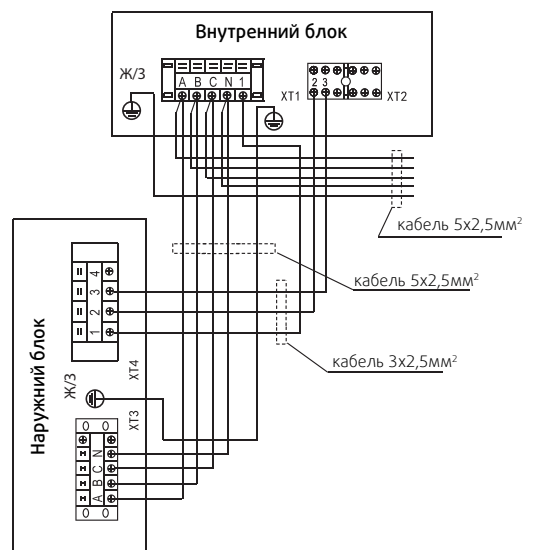 Внутренний блок
Ж/З
A B C N 1
2 3
XT1
XT2
кабель 5х2,5мм²
кабель 5х2,5мм²
кабель 3х2,5мм²
Наружний блок
4
3
2
1
XT4
Ж/З
XT3
N
C
B
A